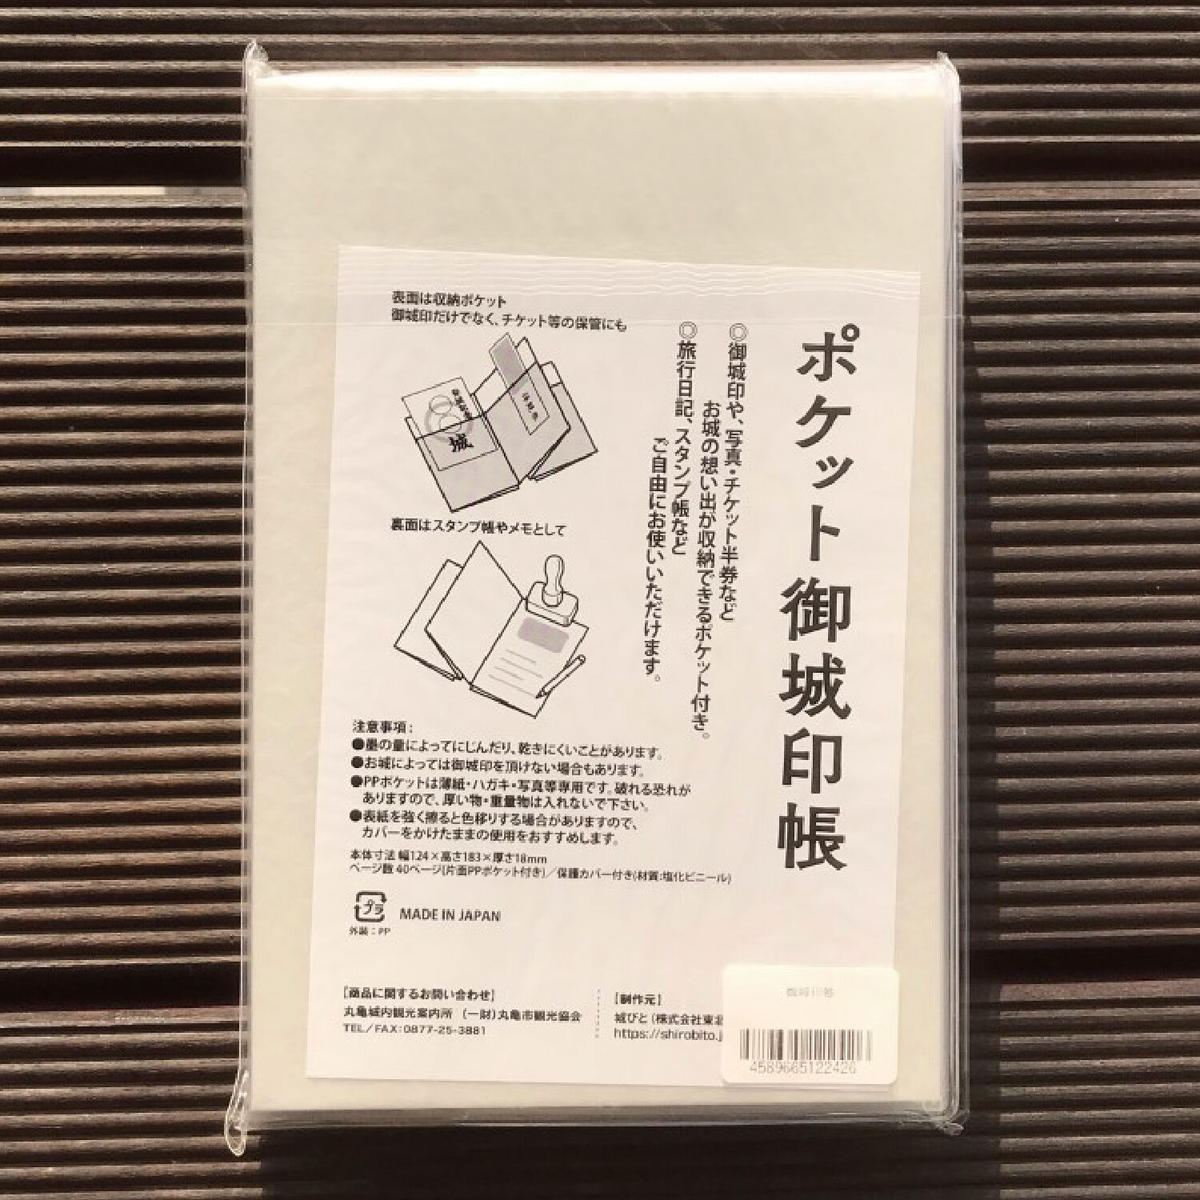 ポケット御城印帳
◎御城印や、写真・チケット半券など
お城の想い出が収納できるポケット付き。
◎旅行日記、スタンプ帳など
ご自由にお使いいただけます。
表面は収納ポケット
御城印だけでなく、チケット等の保管にも
城
裏面はスタンプ帳やメモとして
注意事項：
●墨の量によってにじんだり、乾きにくいことがあります。
●お城によっては御城印を頂けない場合もあります。
●PPポケットは薄紙・ハガキ・写真等専用です。破れる恐れが
ありますので、厚い物・重量物は入れないで下さい。
●表紙を強く擦ると色移りする場合がありますので、
カバーをかけたままの使用をおすすめします。
本体寸法 幅124×高さ183×厚さ18mm
ページ数 40ページ(片面PPポケット付き)／保護カバー付き(材質:塩化ビニール)
プラ
MADE IN JAPAN
外装：PP
【商品に関するお問い合わせ】
丸亀城内観光案内所 (一財)丸亀市観光協会
TEL／FAX：0877-25-3881
【制作元】
城びと（株式会社東北
https://shirobito.j
4589665122426